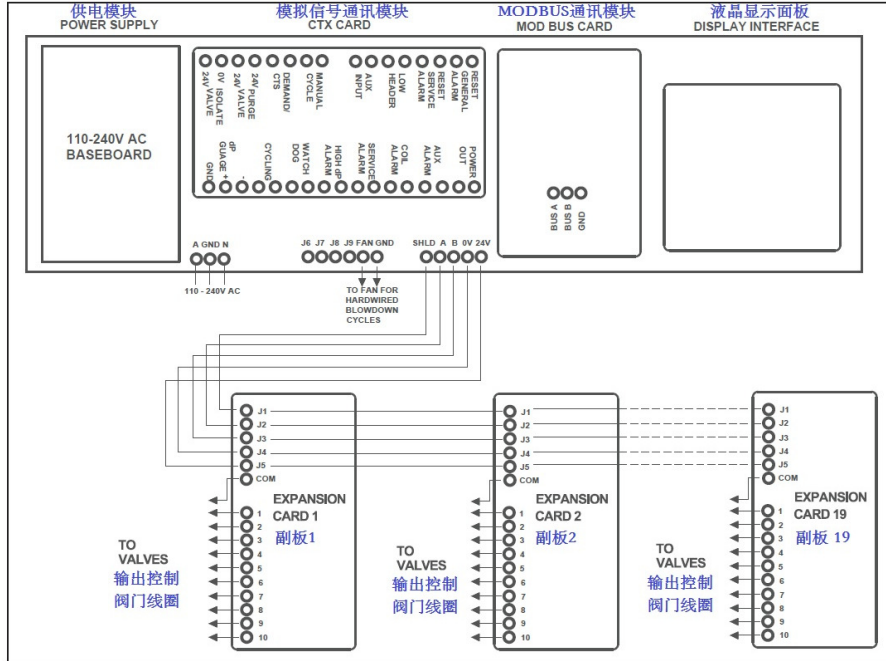 供电模块
POWER SUPPLY
模拟信号通讯模块
CTX CARD
MODBUS通讯模块
MOD BUS CARD
液晶显示面板
DISPLAY INTERFACE
110-240V AC
BASEBOARD
24V VALVE
0V ISOLATE
24V VALVE
24V PURGE
CTS
DEMAND/
CYCLE
MANUAL
INPUT
AUX
HEADER
LOW
ALARM
SERVICE
RESET
ALARM
GENERAL
RESET
GND
GUAGE +
dP
-
CYCLING
DOG
WATCH
ALARM
HIGH dP
ALARM
SERVICE
ALARM
COIL
ALARM
AUX
OUT
POWER
BUS A
BUS B
GND
A GND N
110 - 240V AC
J6 J7 J8 J9 FAN GND
TO FAN FOR
HARDWIRED
BLOWDOWN
CYCLES
SHLD A B 0V 24V
J1
J2
J3
J4
J5
COM
EXPANSION
CARD 1
副板1
1
2
3
4
5
6
7
8
9
10
TO
VALVES
输出控制
阀门线圈
J1
J2
J3
J4
J5
COM
EXPANSION
CARD 2
副板2
1
2
3
4
5
6
7
8
9
10
TO
VALVES
输出控制
阀门线圈
J1
J2
J3
J4
J5
COM
EXPANSION
CARD 19
副板 19
1
2
3
4
5
6
7
8
9
10
TO
VALVES
输出控制
阀门线圈